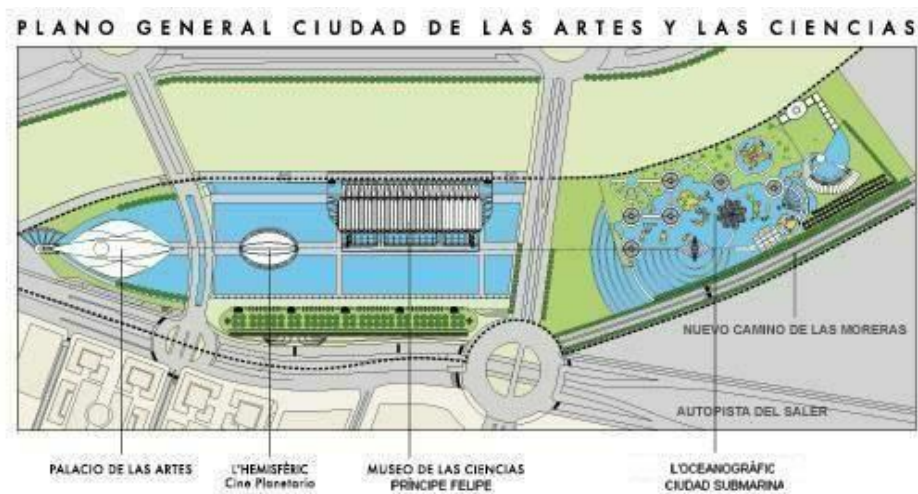 PLANO GENERAL CIUDAD DE LAS ARTES Y LAS CIENCIAS
NUEVO CAMINO DE LAS MORERAS
AUTOPISTA DEL SALER
PALACIO DE LAS ARTES
L'HEMISFÈRIC
Cine Planetario
MUSEO DE LAS CIENCIAS
PRÍNCIPE FELIPE
L'OCEANOGRÀFIC
CIUDAD SUBMARINA